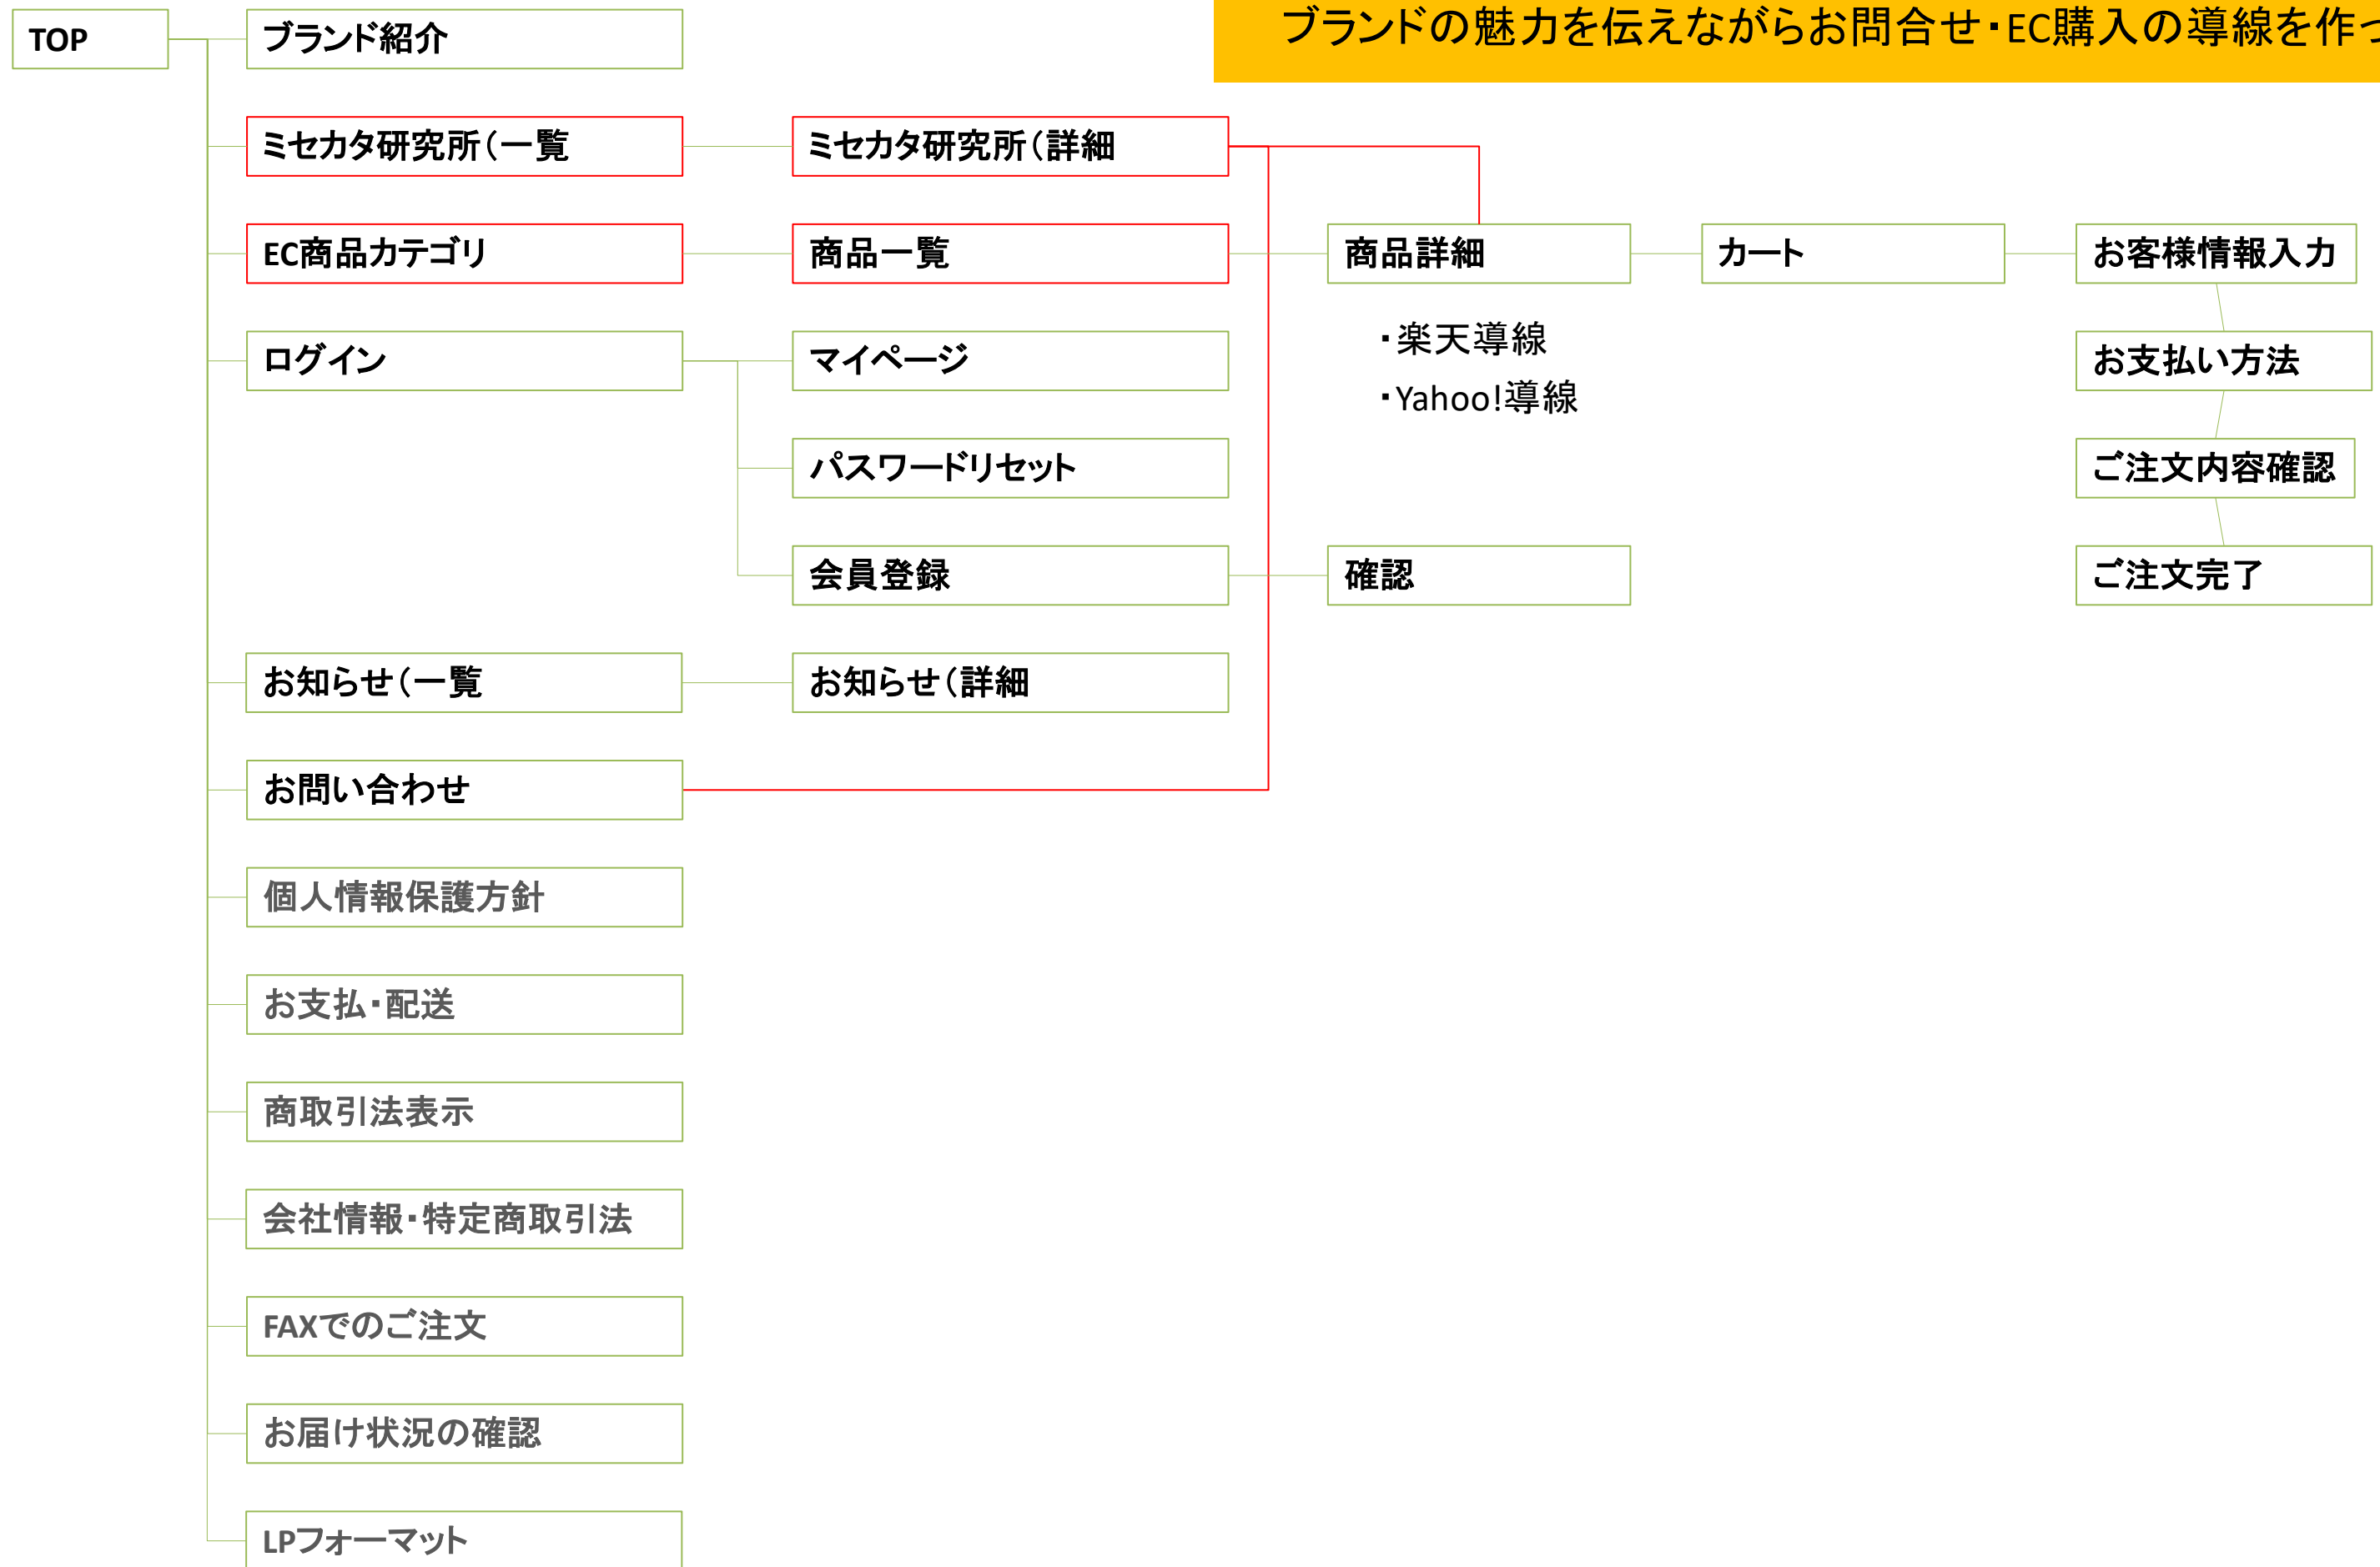 TOP
ブランド紹介
ブランドの魅力を伝えながらお問合せ・EC購入の導線を作
ミセカタ研究所（一覧
ミセカタ研究所（詳細
EC商品カテゴリ
商品一覧
商品詳細
カート
お客様情報入力
ログイン
マイページ
・楽天導線
・Yahoo!導線
お支払い方法
パスワードリセット
ご注文内容確認
会員登録
確認
ご注文完了
お知らせ（一覧
お知らせ（詳細
お問い合わせ
個人情報保護方針
お支払・配送
商取引法表示
会社情報・特定商取引法
FAXでのご注文
お届け状況の確認
LPフォーマット